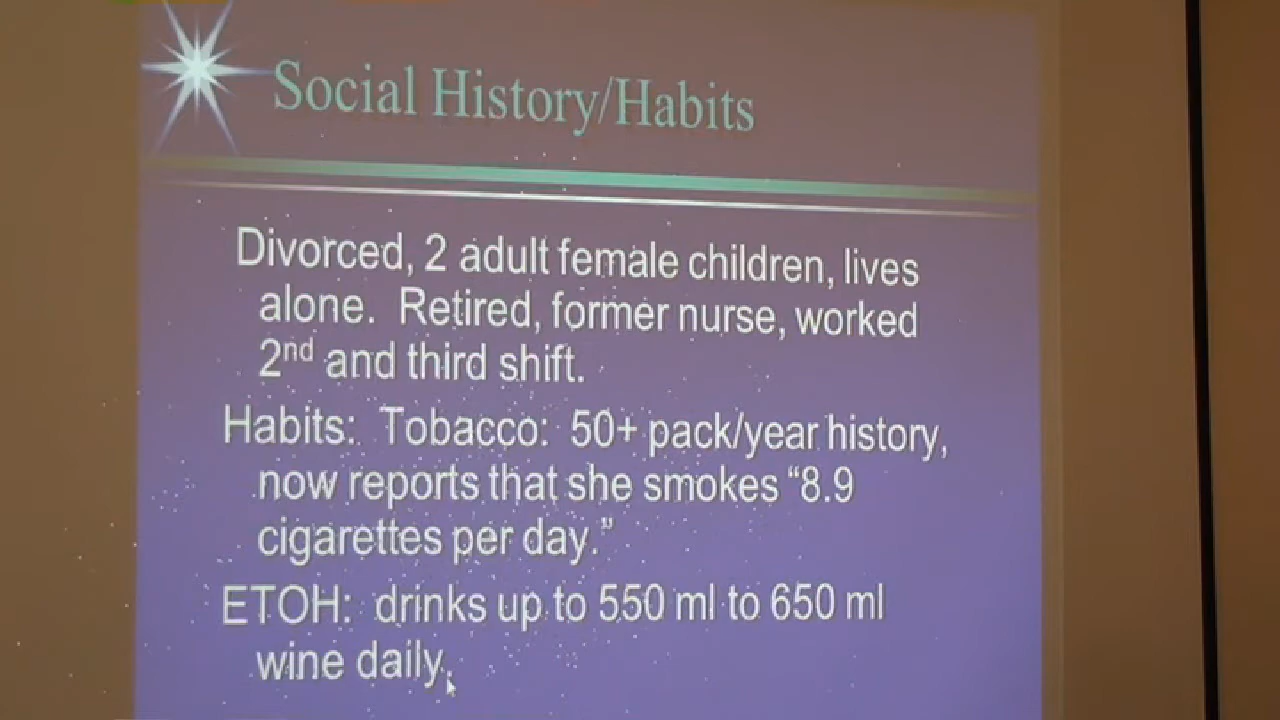 Social History/Habits
Divorced, 2 adult female children, lives
alone. Retired, former nurse, worked
2nd and third shift.
Habits: Tobacco: 50+ pack/year history,
now reports that she smokes “8.9
cigarettes per day.”
ETOH: drinks up to 550 ml to 650 ml
wine daily.